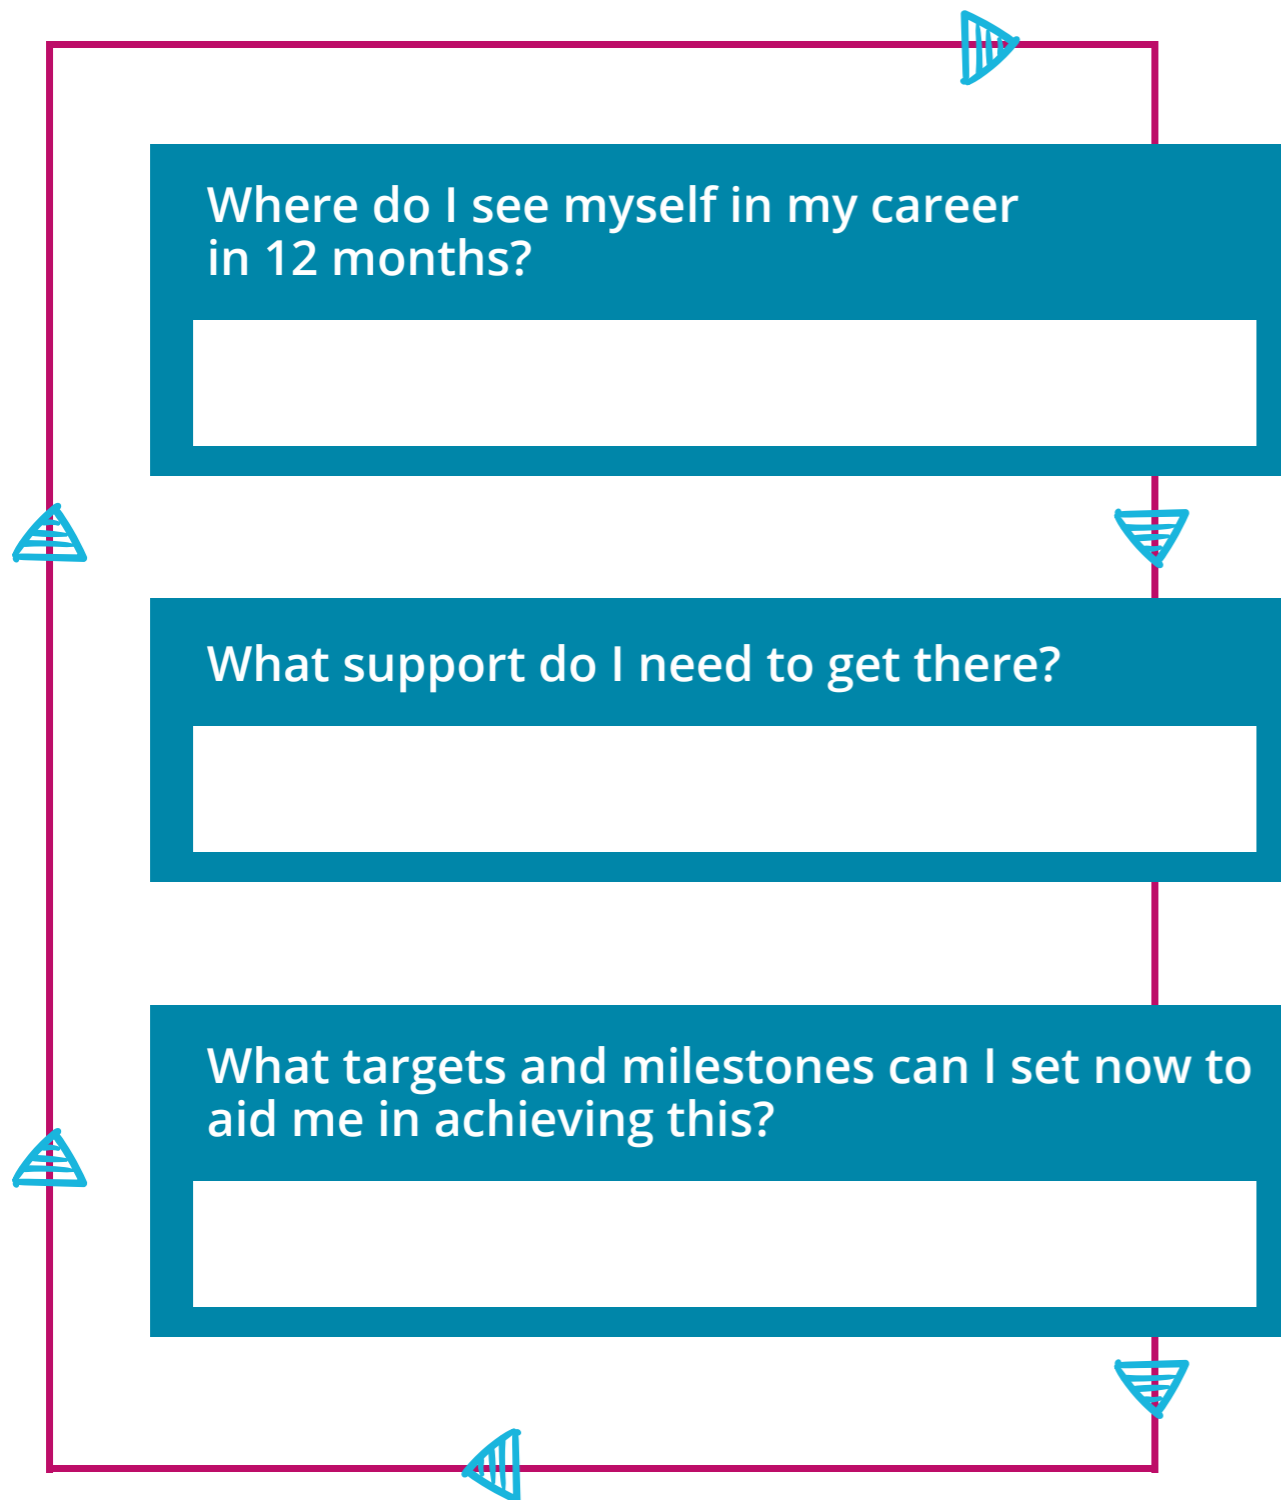 Where do I see myself in my career
in 12 months?
What support do I need to get there?
What targets and milestones can I set now to
aid me in achieving this?